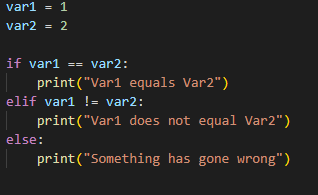 var1 = 1
var2 = 2

if var1 == var2:
    print("Var1 equals Var2")
elif var1 != var2:
    print("Var1 does not equal Var2")
else:
    print("Something has gone wrong")